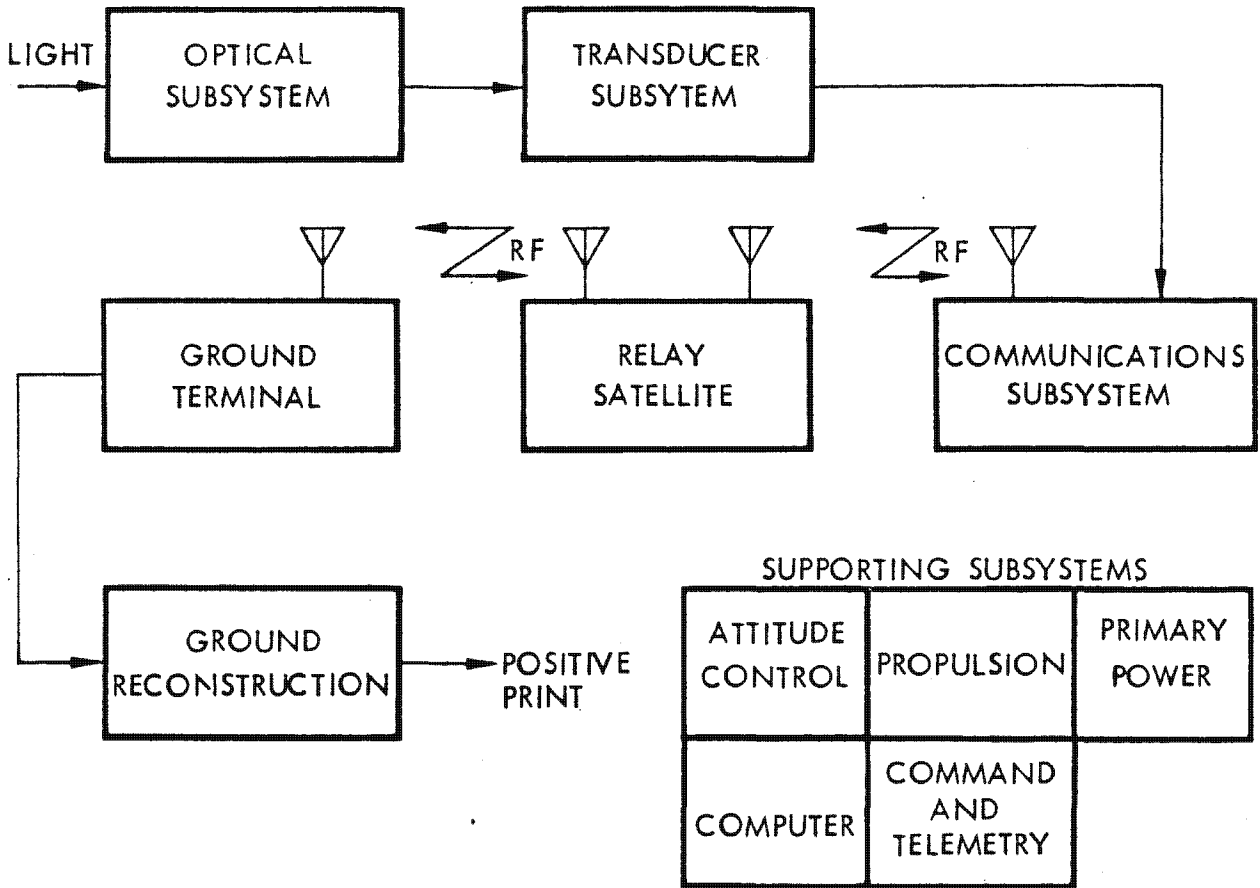 LIGHT
OPTICAL
SUBSYSTEM
TRANSDUCER
SUBSYTEM
RF
RF
GROUND
TERMINAL
RELAY
SATELLITE
COMMUNICATIONS
SUBSYSTEM
GROUND
RECONSTRUCTION
POSITIVE
PRINT
SUPPORTING SUBSYSTEMS
ATTITUDE
CONTROL
PROPULSION
PRIMARY
POWER
COMPUTER
COMMAND
AND
TELEMETRY